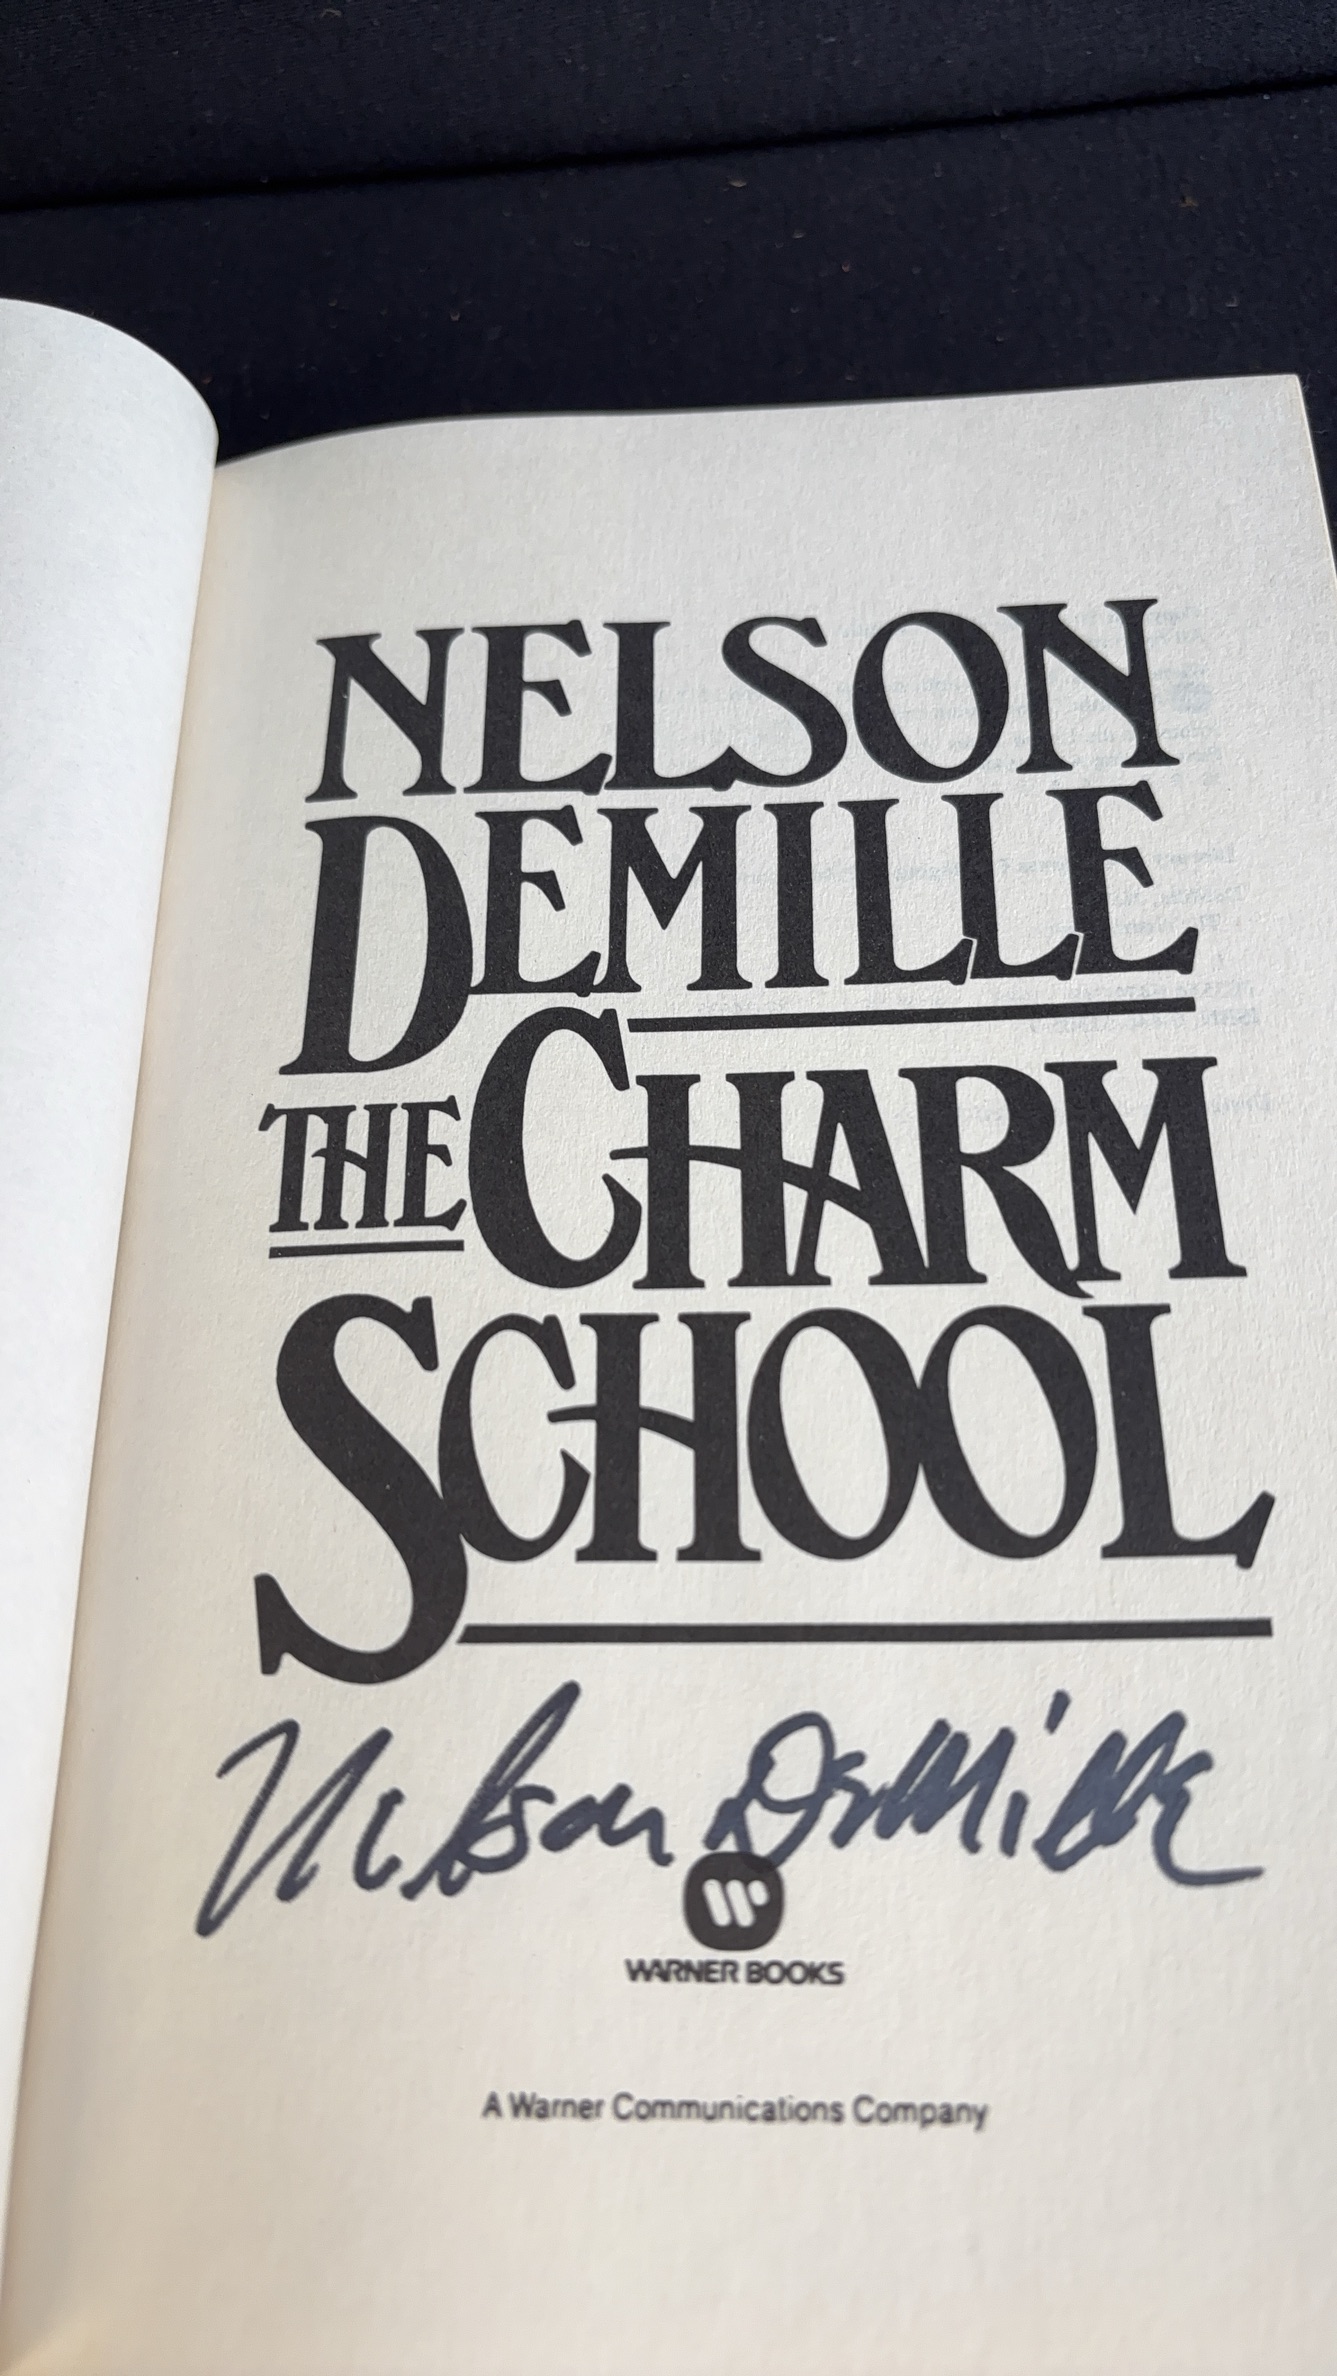 NELSON
DEMILLE
THE CHARM
SCHOOL
Nelson DeMille
W
WARNER BOOKS
A Warner Communications Company